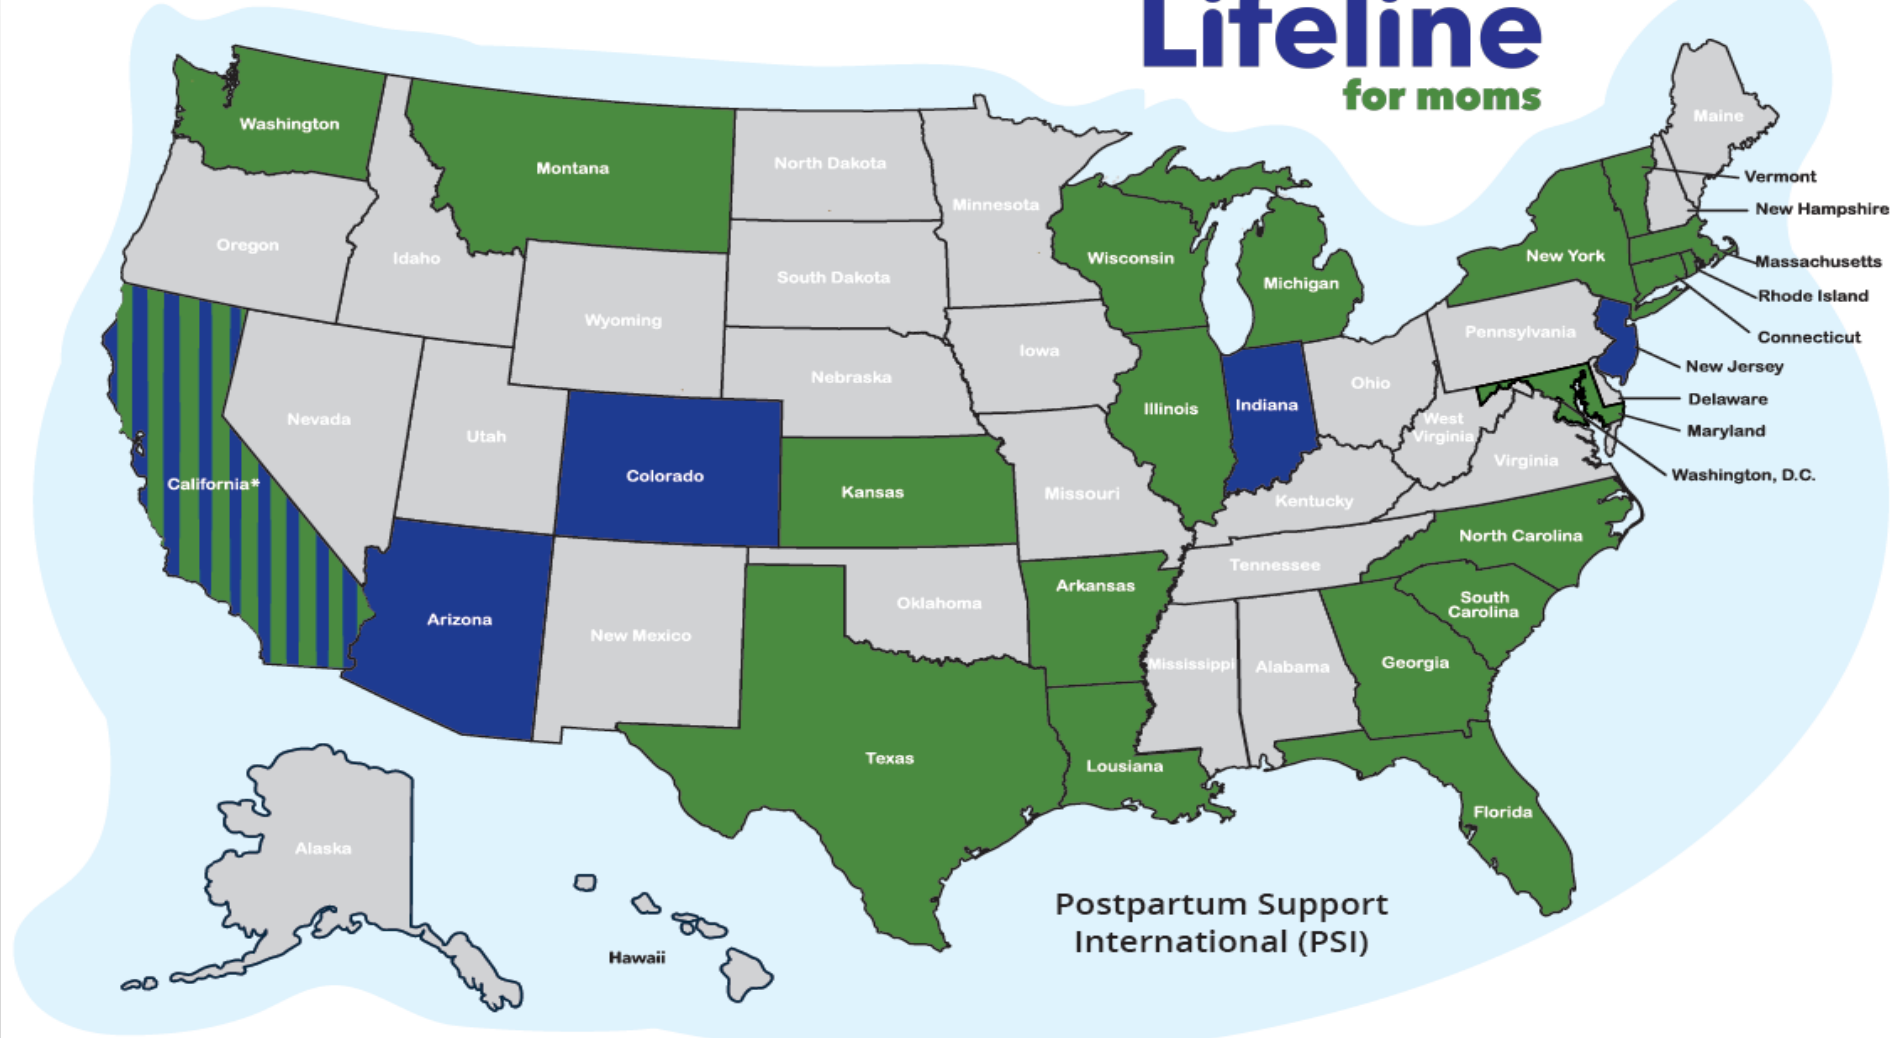 Lifeline
for moms
Washington
Montana
North Dakota
Minnesota
Maine
Vermont
New Hampshire
Oregon
Idaho
South Dakota
Wisconsin
Michigan
New York
Massachusetts
Rhode Island
Connecticut
Wyoming
Iowa
Pennsylvania
New Jersey
Nevada
Utah
Nebraska
Illinois
Indiana
Ohio
Delaware
Maryland
Washington, D.C.
West
Virginia
Virginia
California*
Colorado
Kansas
Missouri
Kentucky
North Carolina
Arizona
New Mexico
Oklahoma
Arkansas
Tennessee
South
Carolina
Mississippi
Alabama
Georgia
Texas
Lousiana
Florida
Alaska
Hawaii
Postpartum Support
International (PSI)